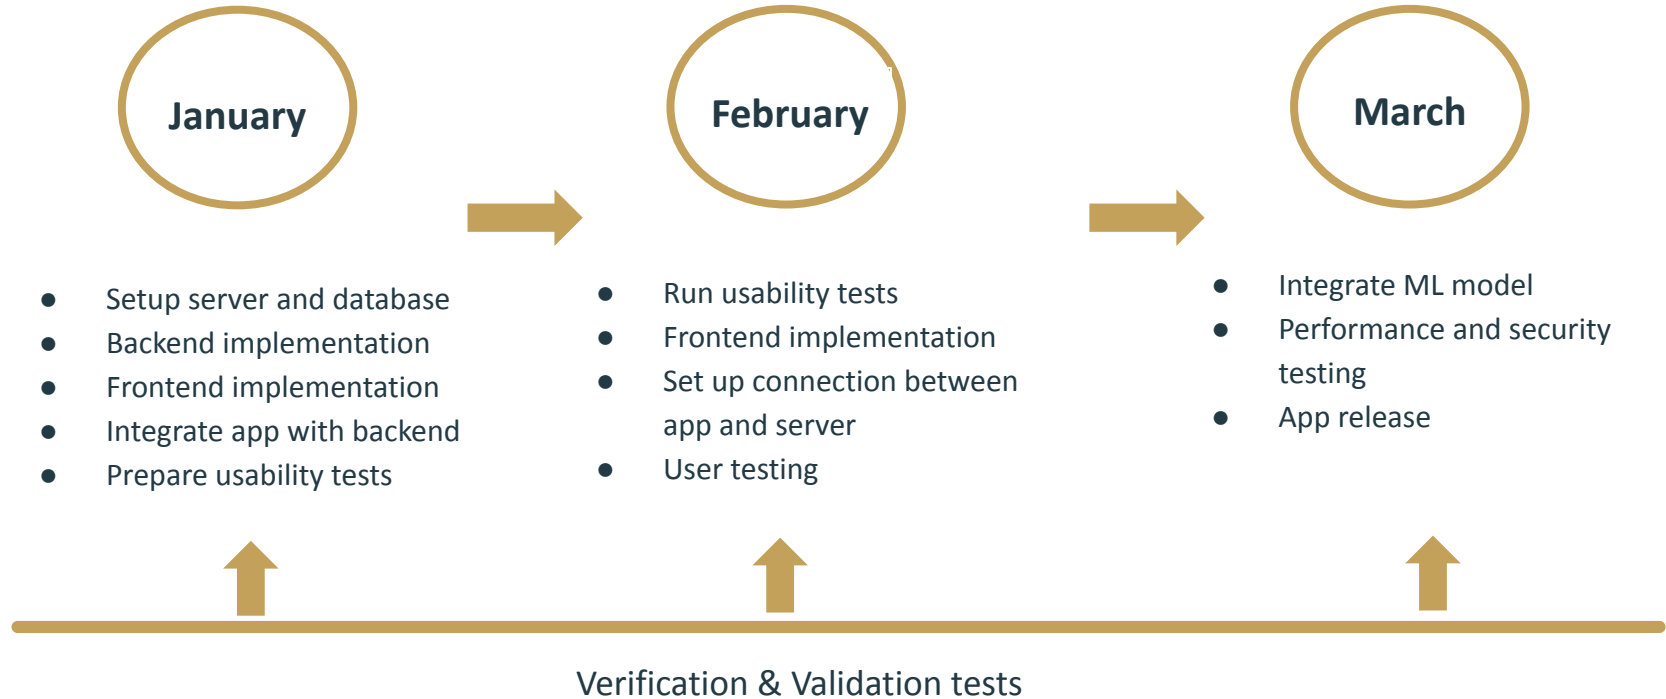 January
February
March
● Setup server and database
● Backend implementation
● Frontend implementation
● Integrate app with backend
● Prepare usability tests
● Run usability tests
● Frontend implementation
● Set up connection between
app and server
● User testing
● Integrate ML model
● Performance and security
testing
● App release
Verification & Validation tests